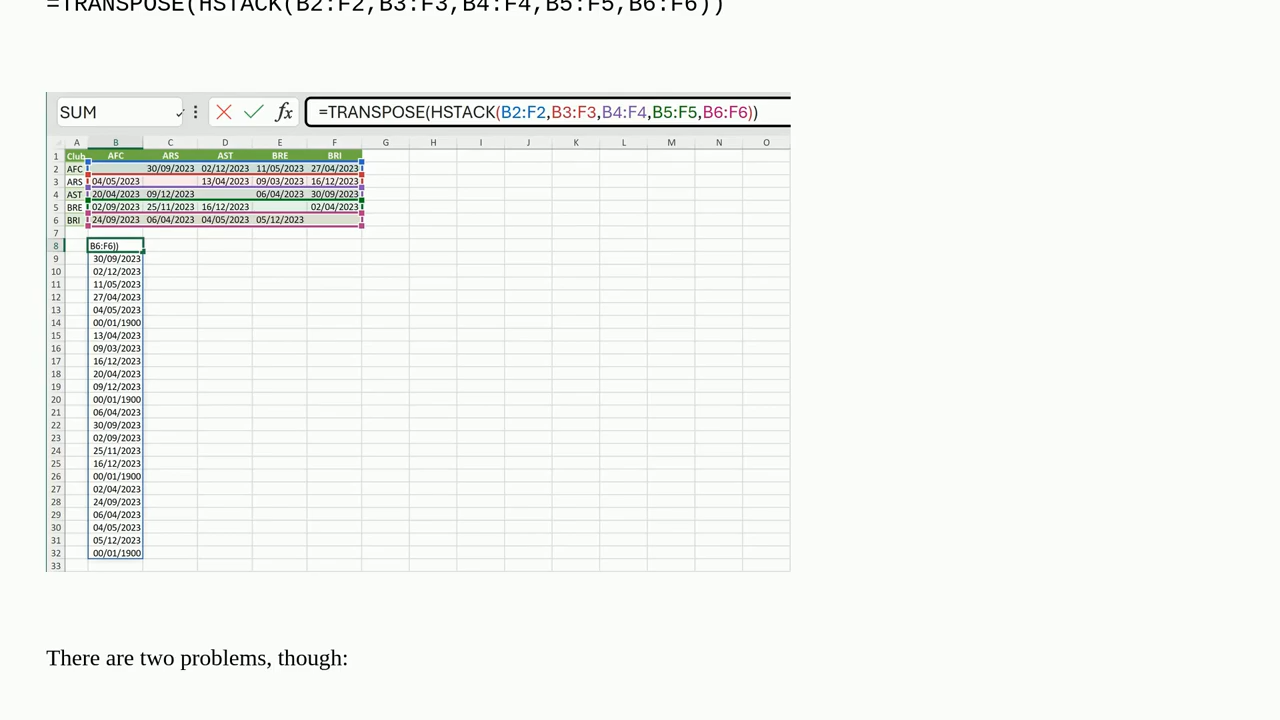 =TRANSPOSE(HSTACK(B2:F2,B3:F3,B4:F4,B5:F5,B6:F6))
SUM fx =TRANSPOSE(HSTACK(B2:F2,B3:F3,B4:F4,B5:F5,B6:F6))
A B C D E F G H I J K L M N O
1 Club AFC ARS AST BRE BRI
2 AFC 30/09/2023 02/12/2023 11/05/2023 27/04/2023
3 ARS 04/05/2023 13/04/2023 09/03/2023 16/12/2023
4 AST 20/04/2023 09/12/2023 06/04/2023 30/09/2023
5 BRE 02/09/2023 25/11/2023 16/12/2023 02/04/2023
6 BRI 24/09/2023 06/04/2023 04/05/2023 05/12/2023
7
8 B6:F6))
9 30/09/2023
10 02/12/2023
11 11/05/2023
12 27/04/2023
13 04/05/2023
14 00/01/1900
15 13/04/2023
16 09/03/2023
17 16/12/2023
18 20/04/2023
19 09/12/2023
20 00/01/1900
21 06/04/2023
22 30/09/2023
23 02/09/2023
24 25/11/2023
25 16/12/2023
26 00/01/1900
27 02/04/2023
28 24/09/2023
29 06/04/2023
30 04/05/2023
31 05/12/2023
32 00/01/1900
33
There are two problems, though: